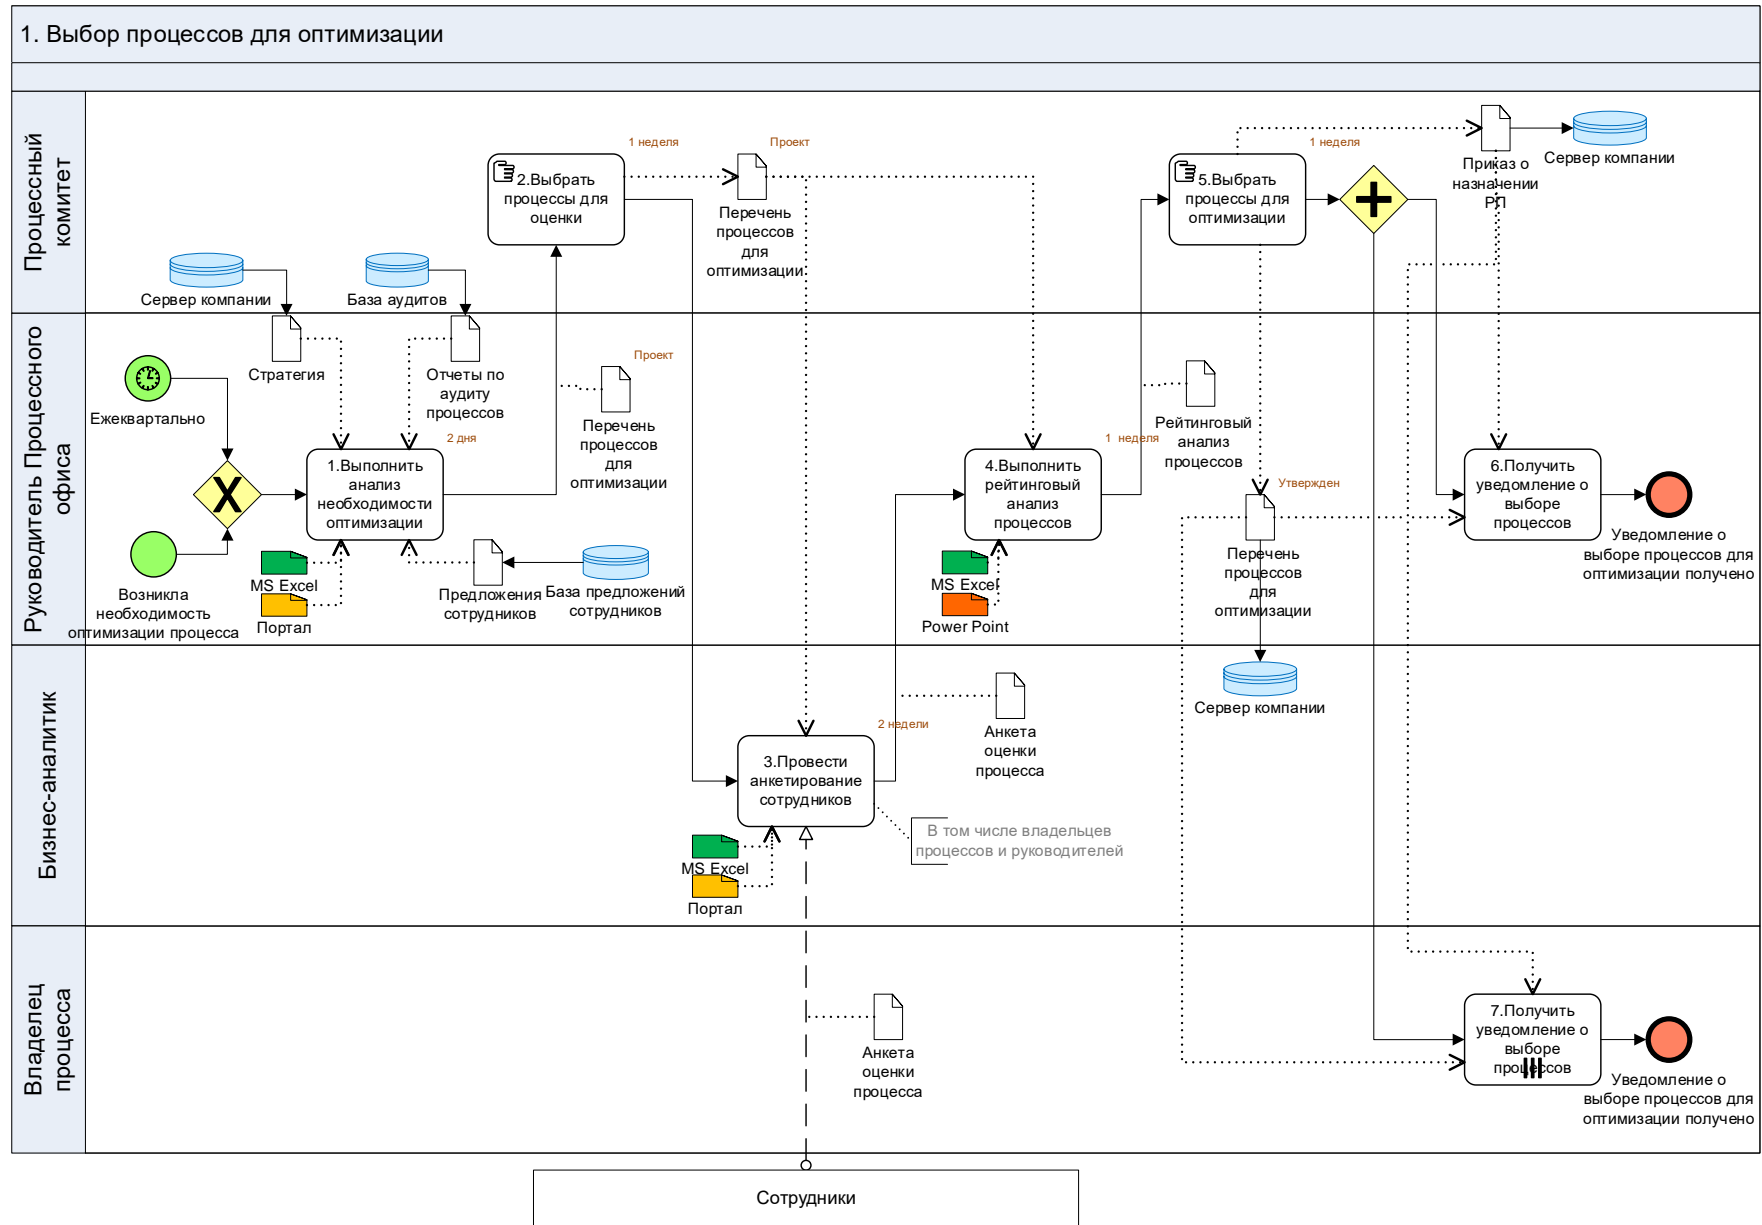 1. Выбор процессов для оптимизации
Процессный
комитет
1 неделя
Проект
2.Выбрать
процессы для
оценки
Перечень
процессов
для
оптимизации
1 неделя
5.Выбрать
процессы для
оптимизации
Приказ о
назначении
РП
Сервер компании
Сервер компании
База аудитов
Руководитель Процессного
офиса
Ежеквартально
Стратегия
Отчеты по
аудиту
процессов
2 дня
Проект
Перечень
процессов
для
оптимизации
1.Выполнить
анализ
необходимости
оптимизации
Возникла
необходимость
оптимизации процесса
MS Excel
Портал
Предложения
сотрудников
База предложений
сотрудников
4.Выполнить
рейтинговый
анализ
процессов
1 неделя
Рейтинговый
анализ
процессов
MS Excel
Power Point
Утвержден
Перечень
процессов
для
оптимизации
6.Получить
уведомление о
выборе
процессов
Уведомление о
выборе процессов для
оптимизации получено
Бизнес-аналитик
Сервер компании
2 недели
Анкета
оценки
процесса
3.Провести
анкетирование
сотрудников
В том числе владельцев
процессов и руководителей
MS Excel
Портал
Владелец
процесса
Анкета
оценки
процесса
7.Получить
уведомление о
выборе
процессов
Уведомление о
выборе процессов для
оптимизации получено
Сотрудники